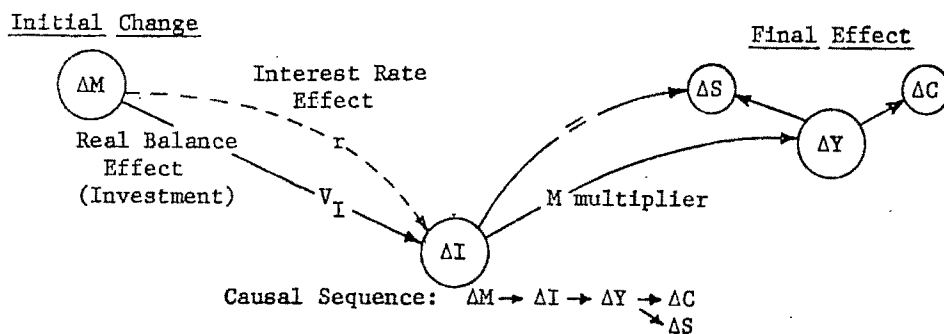 Initial Change
Final Effect
ΔM
Interest Rate
Effect
r
Real Balance
Effect
(Investment)
V_I
ΔI
=
M multiplier
ΔS
ΔC
ΔY
Causal Sequence: ΔM → ΔI → ΔY → ΔC
ΔS